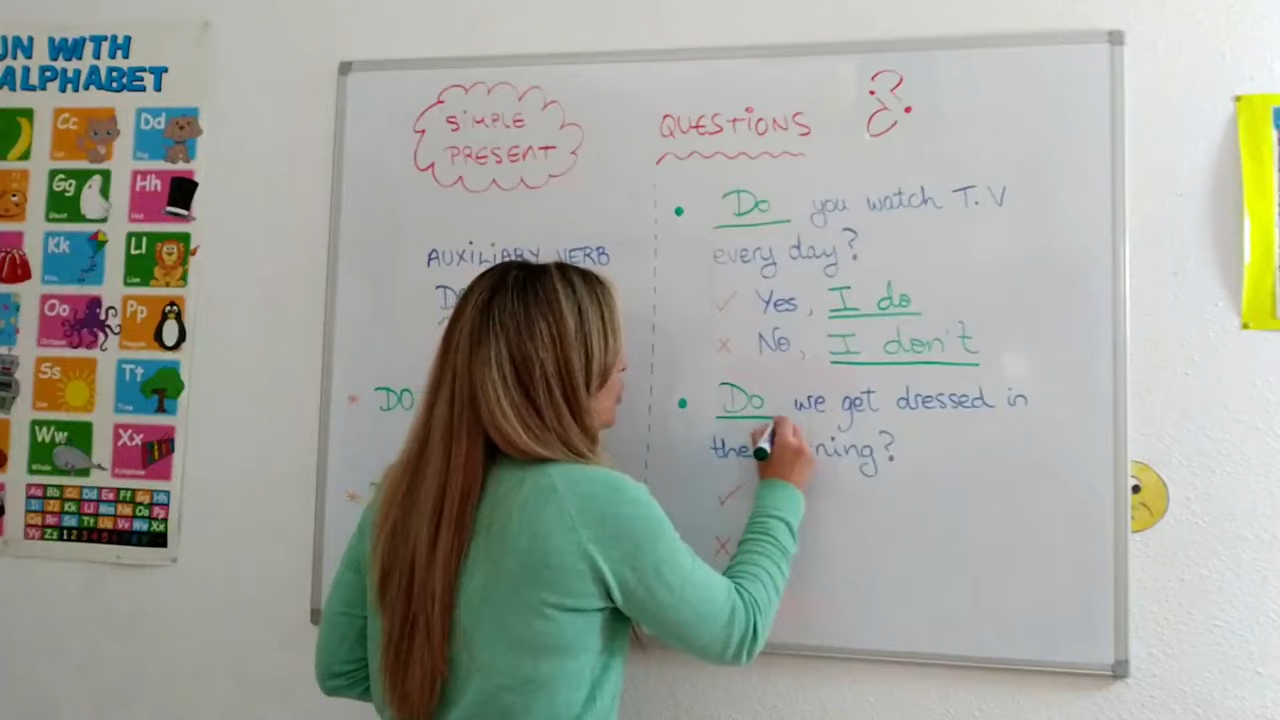 UN WITH
ALPHABET
Cc
Dd
Gg
Hh
Kk
Ll
Oo
Pp
Ss
Tt
Ww
Xx
SiMPLE
PRESENT
AUXiLiARY VERB
DO
QUESTiONS
?
Do you watch T.V
every day?
✓ Yes, I do
x No, I don't
Do we get dressed in
the ning?
✓
x